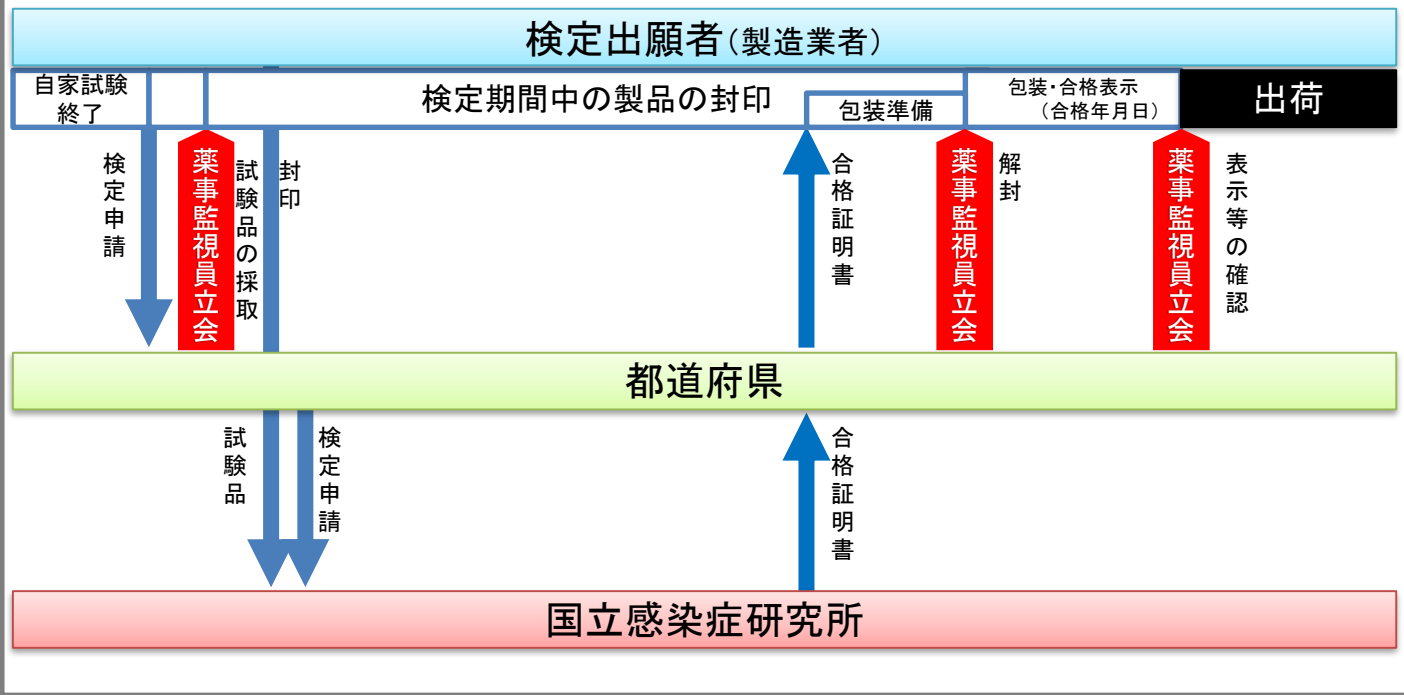 検定出願者（製造業者）
自家試験
終了
検定期間中の製品の封印
包装準備
包装・合格表示
（合格年月日）
出荷
検定申請
薬事監視員立会
試験品の採取
封印
合格証明書
薬事監視員立会
解封
薬事監視員立会
表示等の確認
都道府県
試験品
検定申請
合格証明書
国立感染症研究所